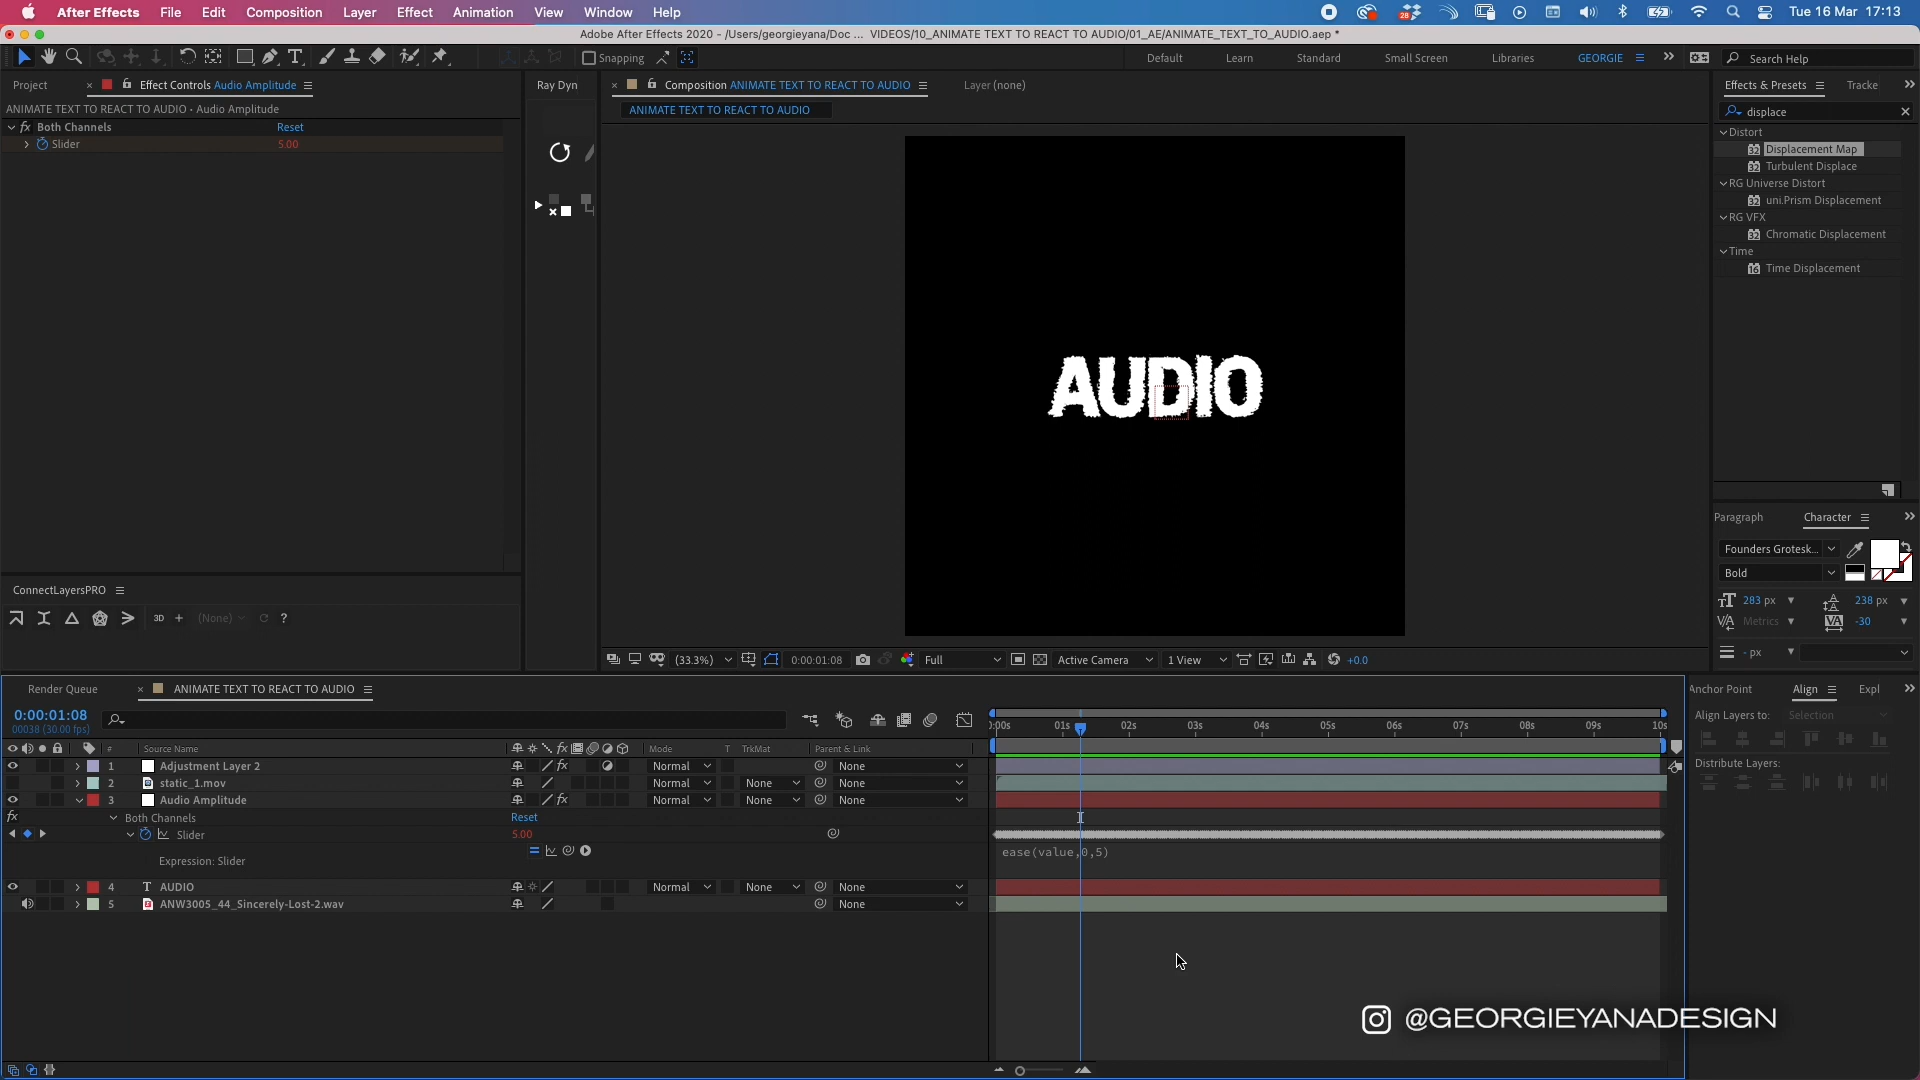 After Effects File Edit Composition Layer Effect Animation View Window Help
28 Tue 16 Mar 17:13
Adobe After Effects 2020 - /Users/georgieyana/Doc ... VIDEOS/10_ANIMATE TEXT TO REACT TO AUDIO/01_AE/ANIMATE_TEXT_TO_AUDIO.aep *
Snapping Default Learn Standard Small Screen Libraries GEORGIE Search Help
Project Effect Controls Audio Amplitude
ANIMATE TEXT TO REACT TO AUDIO • Audio Amplitude
fx Both Channels Reset
Slider 5.00
Ray Dyn
Composition ANIMATE TEXT TO REACT TO AUDIO Layer (none)
ANIMATE TEXT TO REACT TO AUDIO
AUDIO
Effects & Presets Tracke
displace
Distort
Displacement Map
Turbulent Displace
RG Universe Distort
uni.Prism Displacement
RG VFX
Chromatic Displacement
Time
Time Displacement
Paragraph Character
Founders Grotesk...
Bold
283 px 238 px
Metrics -30
- px
ConnectLayersPRO
3D + (None) ?
(33.3%) 0:00:01:08 Full Active Camera 1 View +0.0
Render Queue ANIMATE TEXT TO REACT TO AUDIO
0:00:01:08
00038 (30.00 fps)
):00s 01s 02s 03s 04s 05s 06s 07s 08s 09s 10s
# Source Name fx Mode T TrkMat Parent & Link
1 Adjustment Layer 2 fx Normal None
2 static_1.mov Normal None None
3 Audio Amplitude fx Normal None None
fx Both Channels Reset
Slider 5.00
Expression: Slider ease(value,0,5)
4 T AUDIO Normal None None
5 ANW3005_44_Sincerely-Lost-2.wav None
Anchor Point Align Expl
Align Layers to: Selection
Distribute Layers:
@GEORGIEYANADESIGN